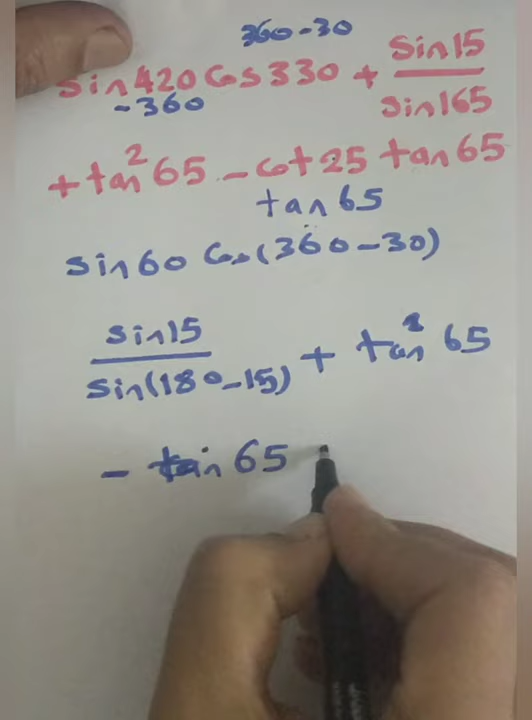 360-30
sin420 Cos330 + sin15/sin165
-360
+ tan²65 - cot25 tan65
tan65
sin60 Cos(360-30)
sin15/sin(180-15) + tan²65
- tan65